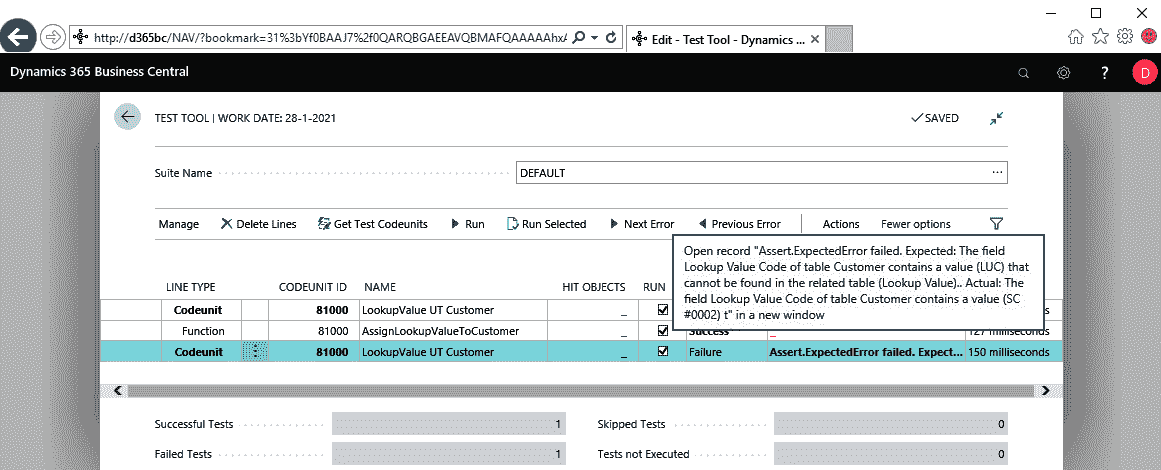 http://d365bc/NAV/?bookmark=31%3bYf0BAAJ7%2f0QARQBGAEEAVQBMAFQAAAAAhxA
Edit - Test Tool - Dynamics ...
Dynamics 365 Business Central
?
D
TEST TOOL | WORK DATE: 28-1-2021
SAVED
Suite Name
DEFAULT
...
Manage
Delete Lines
Get Test Codeunits
Run
Run Selected
Next Error
Previous Error
Actions
Fewer options
Open record "Assert.ExpectedError failed. Expected: The field
Lookup Value Code of table Customer contains a value (LUC) that
cannot be found in the related table (Lookup Value).. Actual: The
field Lookup Value Code of table Customer contains a value (SC
#0002) t" in a new window
LINE TYPE CODEUNIT ID NAME HIT OBJECTS RUN
Codeunit 81000 LookupValue UT Customer _
Function 81000 AssignLookupValueToCustomer _ Success _ 127 milliseconds
Codeunit 81000 LookupValue UT Customer _ Failure Assert.ExpectedError failed. Expect... 150 milliseconds
Successful Tests 1
Skipped Tests 0
Failed Tests 1
Tests not Executed 0